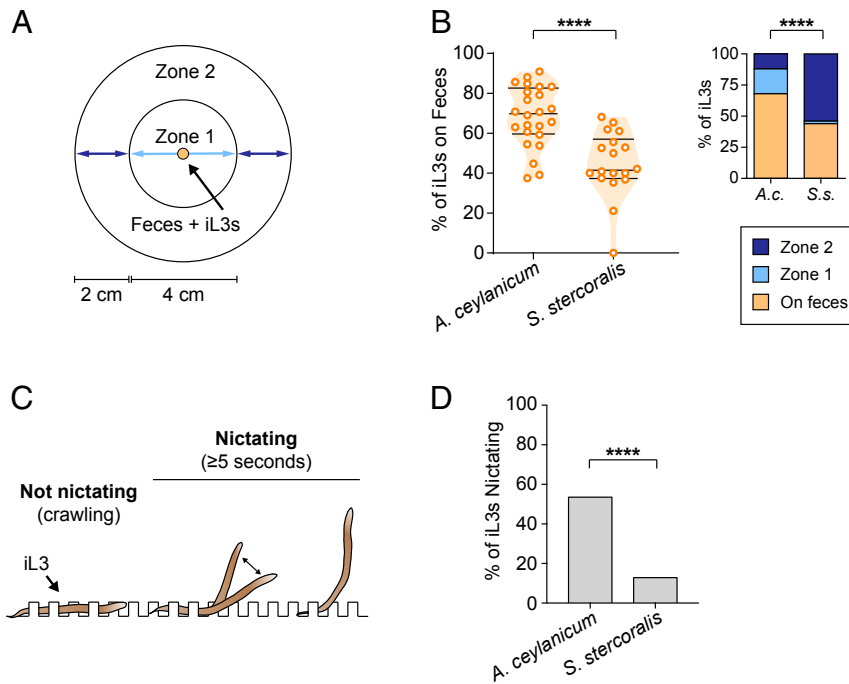 A
Zone 2
Zone 1
Feces + iL3s
2 cm
4 cm
B
****
% of iL3s on Feces
100
80
60
40
20
0
A. ceylanicum
S. stercoralis
****
% of iL3s
100
75
50
25
0
A.c.
S.s.
Zone 2
Zone 1
On feces
C
Nictating
(≥5 seconds)
Not nictating
(crawling)
iL3
D
****
% of iL3s Nictating
100
80
60
40
20
0
A. ceylanicum
S. stercoralis